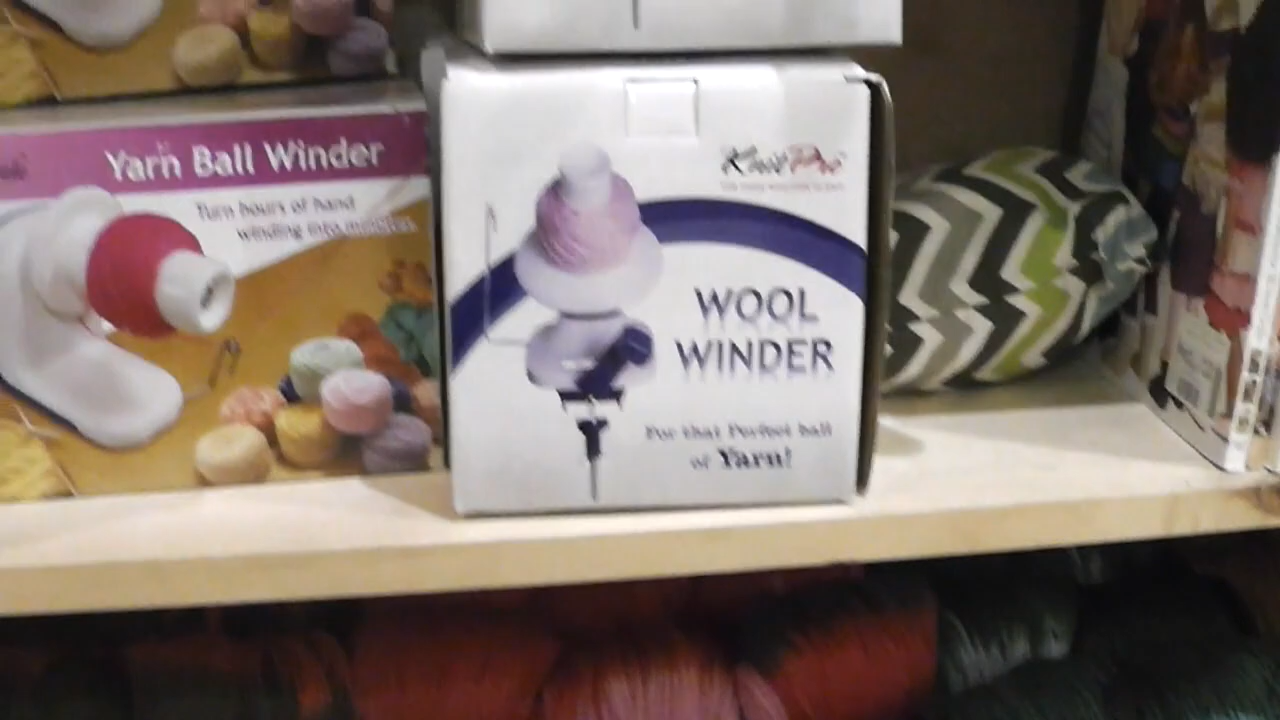 Yarn Ball Winder
Turn hours of hand
winding into minutes.
KnitPro
WOOL
WINDER
For that Perfect ball
of Yarn!